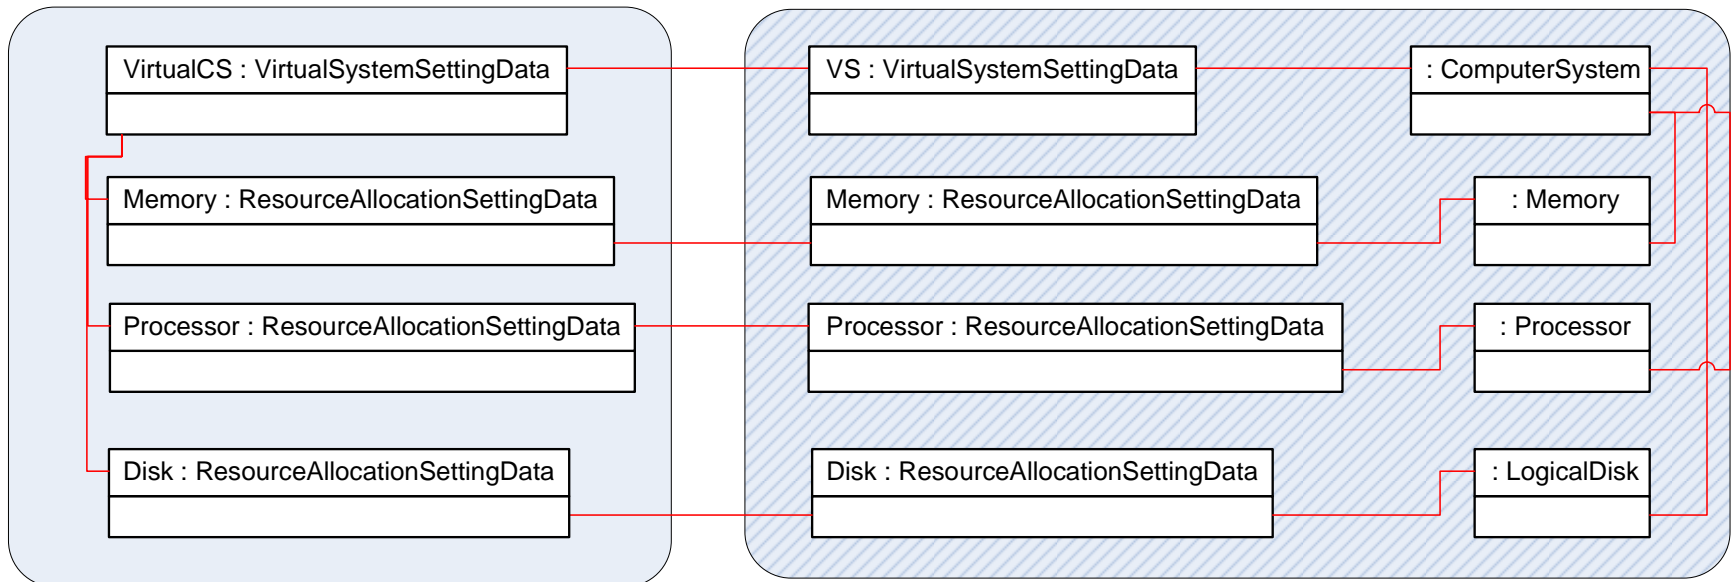 VirtualCS : VirtualSystemSettingData
VS : VirtualSystemSettingData
: ComputerSystem
Memory : ResourceAllocationSettingData
Memory : ResourceAllocationSettingData
: Memory
Processor : ResourceAllocationSettingData
Processor : ResourceAllocationSettingData
: Processor
Disk : ResourceAllocationSettingData
Disk : ResourceAllocationSettingData
: LogicalDisk